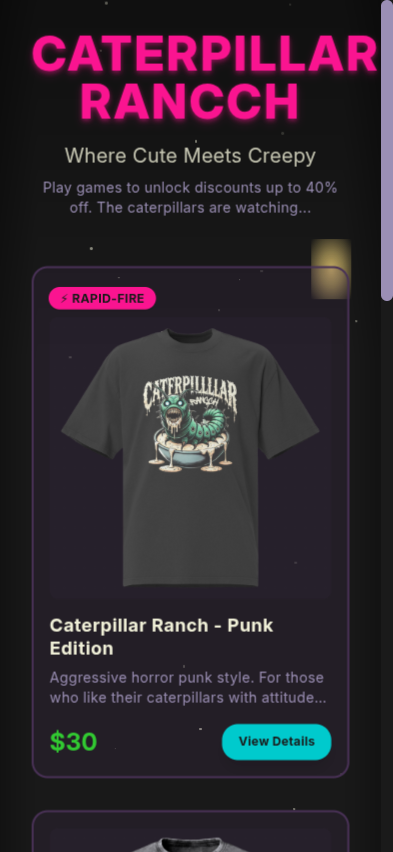 CATERPILLAR
RANCCH
Where Cute Meets Creepy
Play games to unlock discounts up to 40%
off. The caterpillars are watching...
⚡ RAPID-FIRE
CATERPILLLLAR
RANCCH
Caterpillar Ranch - Punk
Edition
Aggressive horror punk style. For those
who like their caterpillars with attitude...
$30
View Details